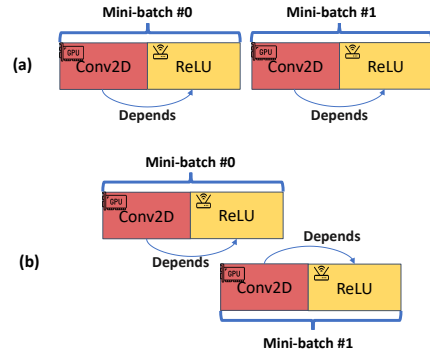 Mini-batch #0 Mini-batch #1
(a)
GPU Conv2D ReLU GPU Conv2D ReLU
Depends Depends
Mini-batch #0
GPU Conv2D ReLU
Depends Depends
(b)
GPU Conv2D ReLU
Mini-batch #1